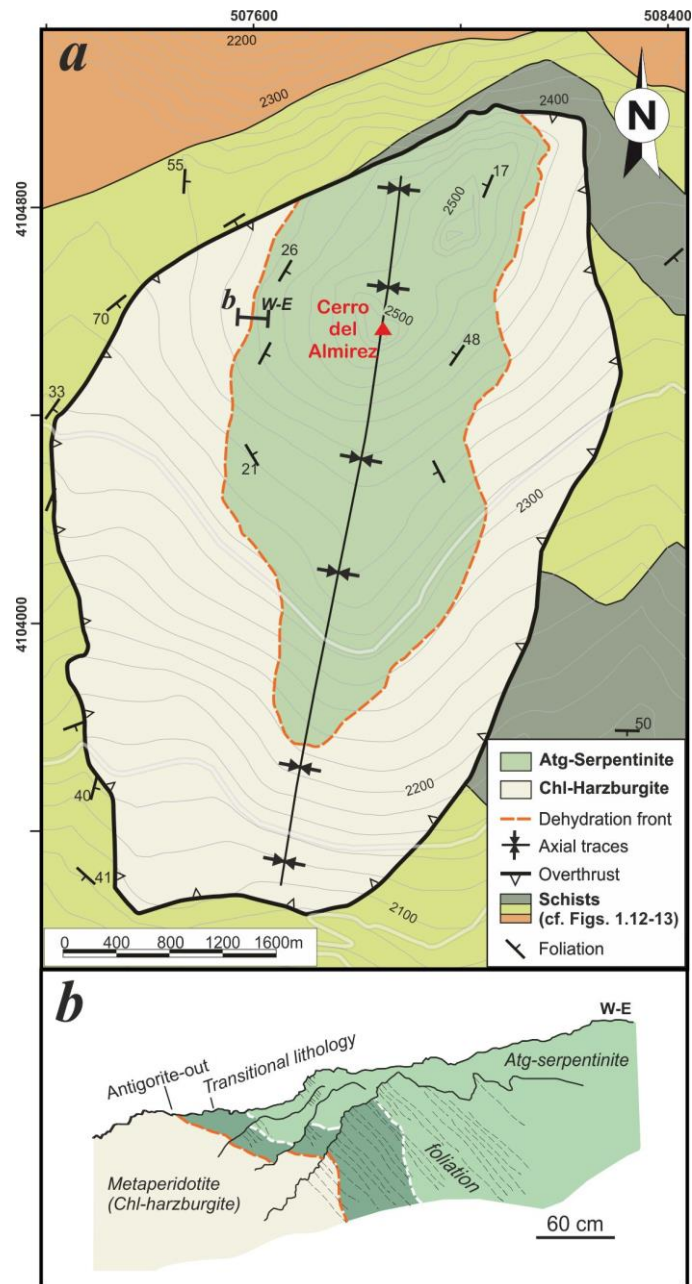 507600
508400
a
2200
2300
2400
N
55
17
4104800
2500
26
b
W-E
Cerro
del
Almirez
2500
70
48
33
21
2300
4104000
50
2200
40
41
2100
0 400 800 1200 1600m
Atg-Serpentinite
Chl-Harzburgite
Dehydration front
Axial traces
Overthrust
Schists
(cf. Figs. 1.12-13)
Foliation
b
W-E
Antigorite-out
Transitional lithology
Atg-serpentinite
foliation
Metaperidotite
(Chl-harzburgite)
60 cm